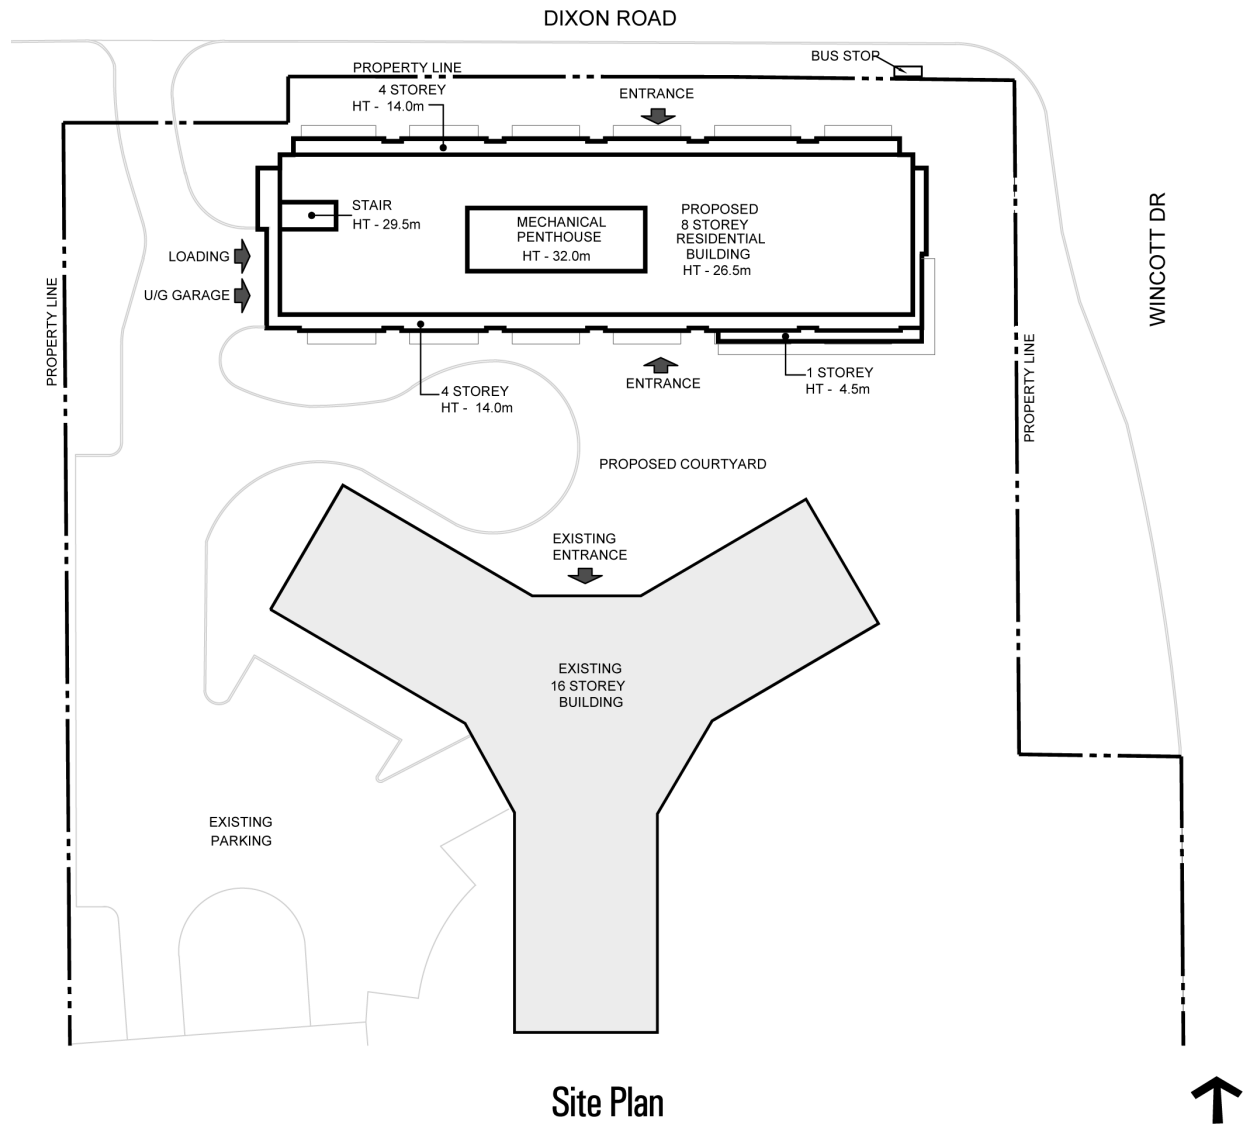 DIXON ROAD
BUS STOP
PROPERTY LINE
4 STOREY
HT - 14.0m
ENTRANCE
STAIR
HT - 29.5m
MECHANICAL
PENTHOUSE
HT - 32.0m
PROPOSED
8 STOREY
RESIDENTIAL
BUILDING
HT - 26.5m
LOADING
U/G GARAGE
PROPERTY LINE
WINCOTT DR
PROPERTY LINE
ENTRANCE
1 STOREY
HT - 4.5m
4 STOREY
HT - 14.0m
PROPOSED COURTYARD
EXISTING
ENTRANCE
EXISTING
16 STOREY
BUILDING
EXISTING
PARKING
Site Plan